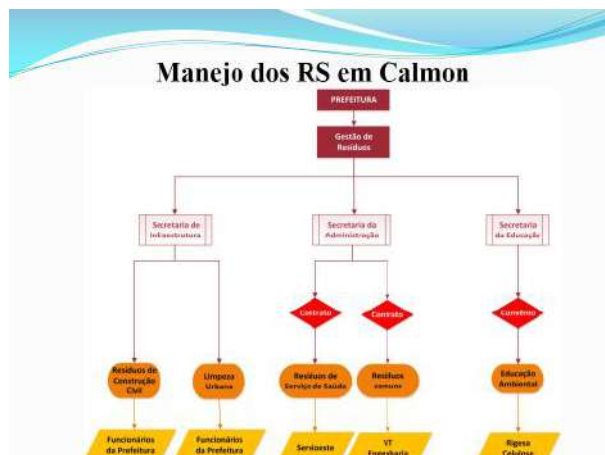 Manejo dos RS em Calmon
PREFEITURA
Gestão de
Resíduos
Secretaria de
Infraestrutura
Secretaria da
Administração
Secretaria
da Educação
Contrato
Contrato
Convênio
Resíduos de
Construção
Civil
Limpeza
Urbana
Resíduos de
Serviço de Saúde
Resíduos
comuns
Educação
Ambiental
Funcionários
da Prefeitura
Funcionários
da Prefeitura
Servioeste
VT
Engenharia
Rigesa
Celulose